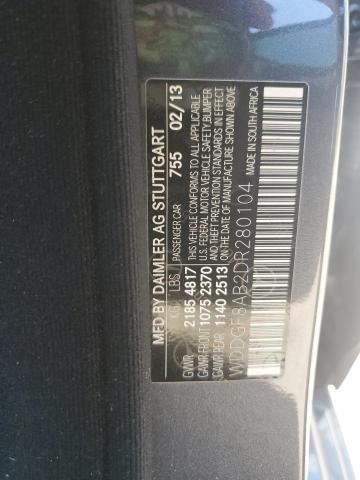 MFD BY DAIMLER AG STUTTGART
KG LBS PASSENGER CAR 755 02/13
GVWR 2185 4817 THIS VEHICLE CONFORMS TO ALL APPLICABLE
GAWR FRONT 1075 2370 U.S. FEDERAL MOTOR VEHICLE SAFETY, BUMPER
GAWR REAR 1140 2513 AND THEFT PREVENTION STANDARDS IN EFFECT
ON THE DATE OF MANUFACTURE SHOWN ABOVE.
WDDGF8AB2DR280104 MADE IN SOUTH AFRICA